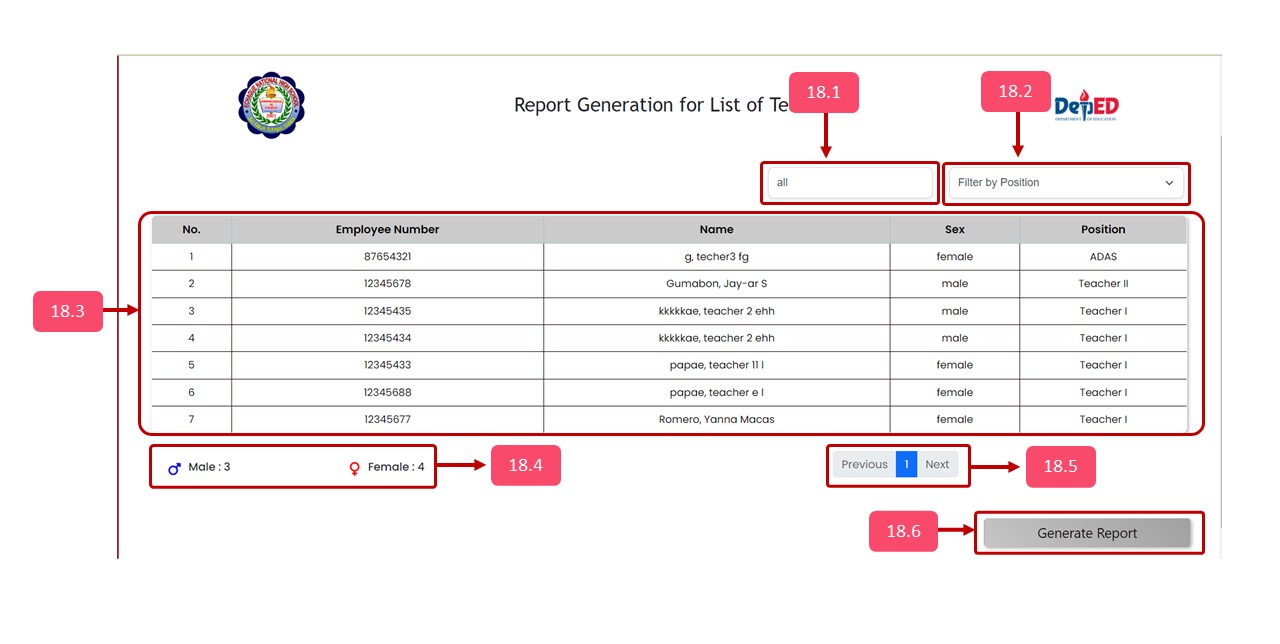 Report Generation for List of Te
18.1
18.2
DepED
DEPARTMENT OF EDUCATION
all
Filter by Position
No. Employee Number Name Sex Position
1 87654321 g, techer3 fg female ADAS
2 12345678 Gumabon, Jay-ar S male Teacher II
3 12345435 kkkkkae, teacher 2 ehh male Teacher I
18.3
4 12345434 kkkkkae, teacher 2 ehh male Teacher I
5 12345433 papae, teacher 11 l female Teacher I
6 12345688 papae, teacher e l female Teacher I
7 12345677 Romero, Yanna Macas female Teacher I
Male : 3 Female : 4
18.4
Previous 1 Next
18.5
18.6
Generate Report